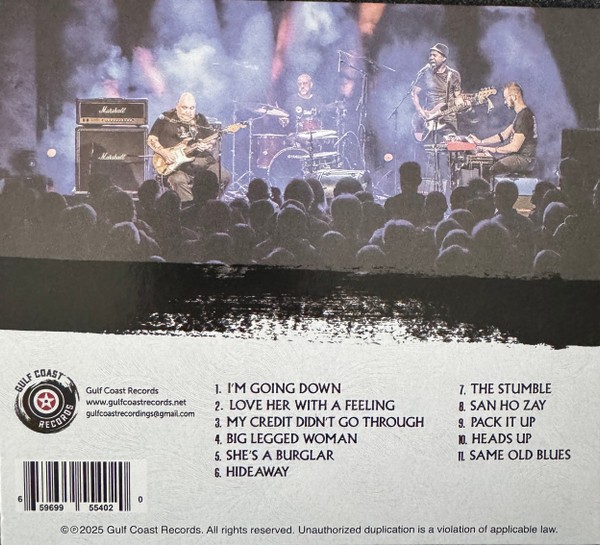 Marshall
Marshall
GULF COAST
RECORDS
Gulf Coast Records
www.gulfcoastrecords.net
gulfcoastrecordings@gmail.com
1. I'M GOING DOWN
2. LOVE HER WITH A FEELING
3. MY CREDIT DIDN'T GO THROUGH
4. BIG LEGGED WOMAN
5. SHE'S A BURGLAR
6. HIDEAWAY
7. THE STUMBLE
8. SAN HO ZAY
9. PACK IT UP
10. HEADS UP
11. SAME OLD BLUES
6 59699 55402 0
©℗2025 Gulf Coast Records. All rights reserved. Unauthorized duplication is a violation of applicable law.